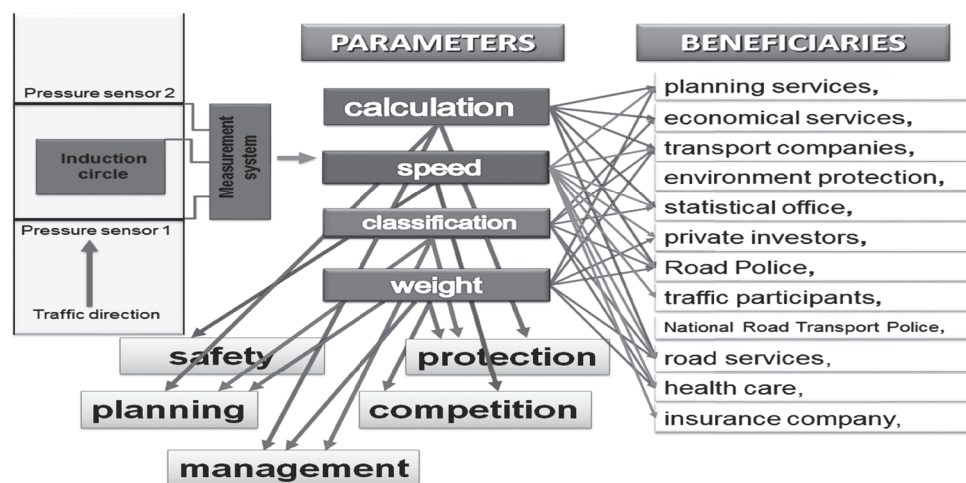 Pressure sensor 2
Induction
circle
Pressure sensor 1
Traffic direction
Measurement
system
PARAMETERS
calculation
speed
classification
weight
safety
protection
planning
competition
management
BENEFICIARIES
planning services,
economical services,
transport companies,
environment protection,
statistical office,
private investors,
Road Police,
traffic participants,
National Road Transport Police,
road services,
health care,
insurance company,